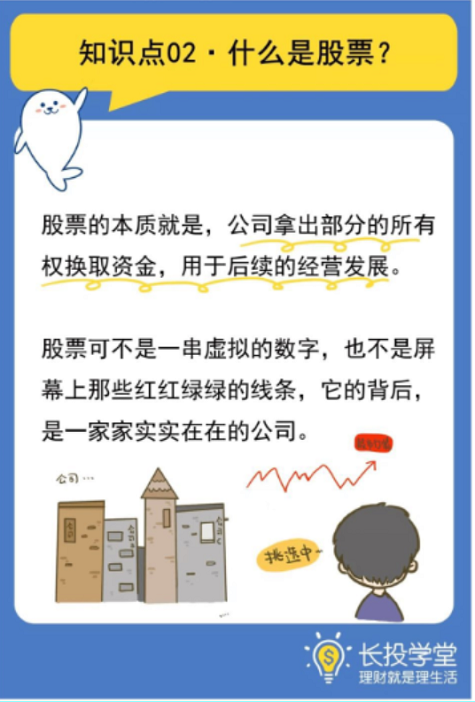 知识点02·什么是股票？
股票的本质就是，公司拿出部分的所有
权换取资金，用于后续的经营发展。
股票可不是一串虚拟的数字，也不是屏
幕上那些红红绿绿的线条，它的背后，
是一家家实实在在的公司。
公司…
挑选中~
长投学堂
理财就是理生活